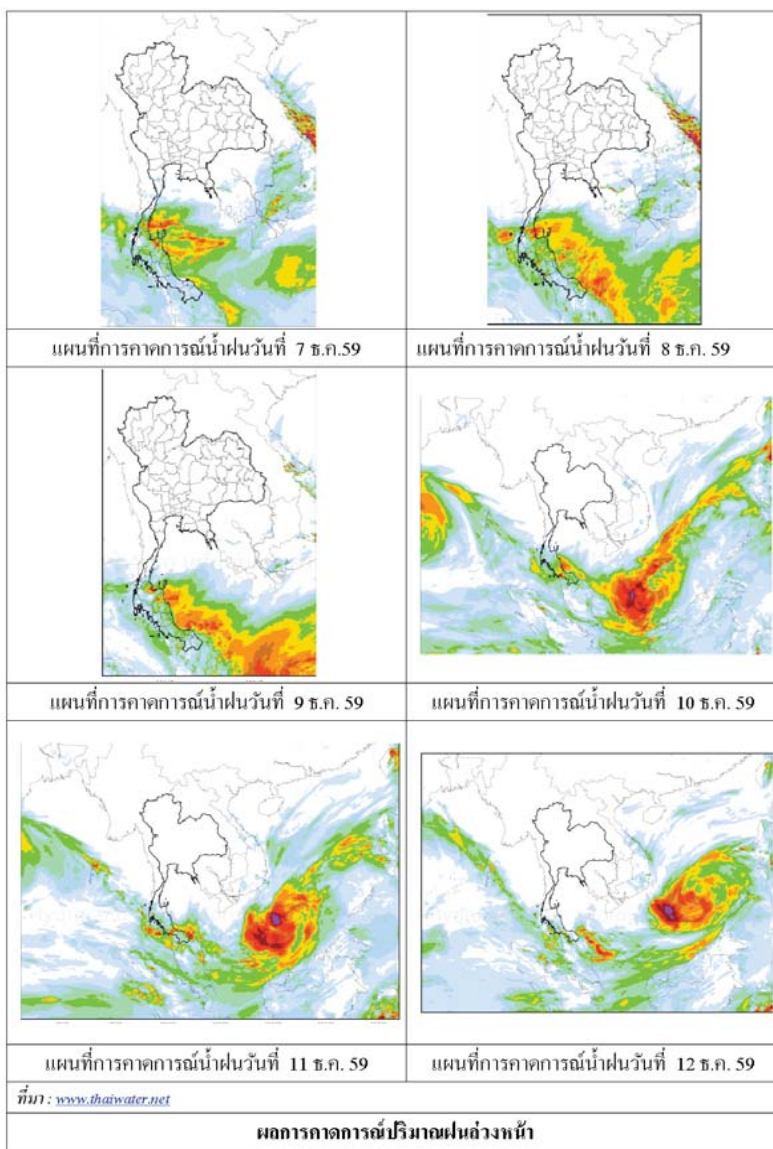 แผนที่การคาดการณ์น้ำฝนวันที่ 7 ธ.ค.59
แผนที่การคาดการณ์น้ำฝนวันที่ 8 ธ.ค. 59
แผนที่การคาดการณ์น้ำฝนวันที่ 9 ธ.ค. 59
แผนที่การคาดการณ์น้ำฝนวันที่ 10 ธ.ค. 59
แผนที่การคาดการณ์น้ำฝนวันที่ 11 ธ.ค. 59
แผนที่การคาดการณ์น้ำฝนวันที่ 12 ธ.ค. 59
ที่มา : www.thaiwater.net
ผลการคาดการณ์ปริมาณฝนล่วงหน้า